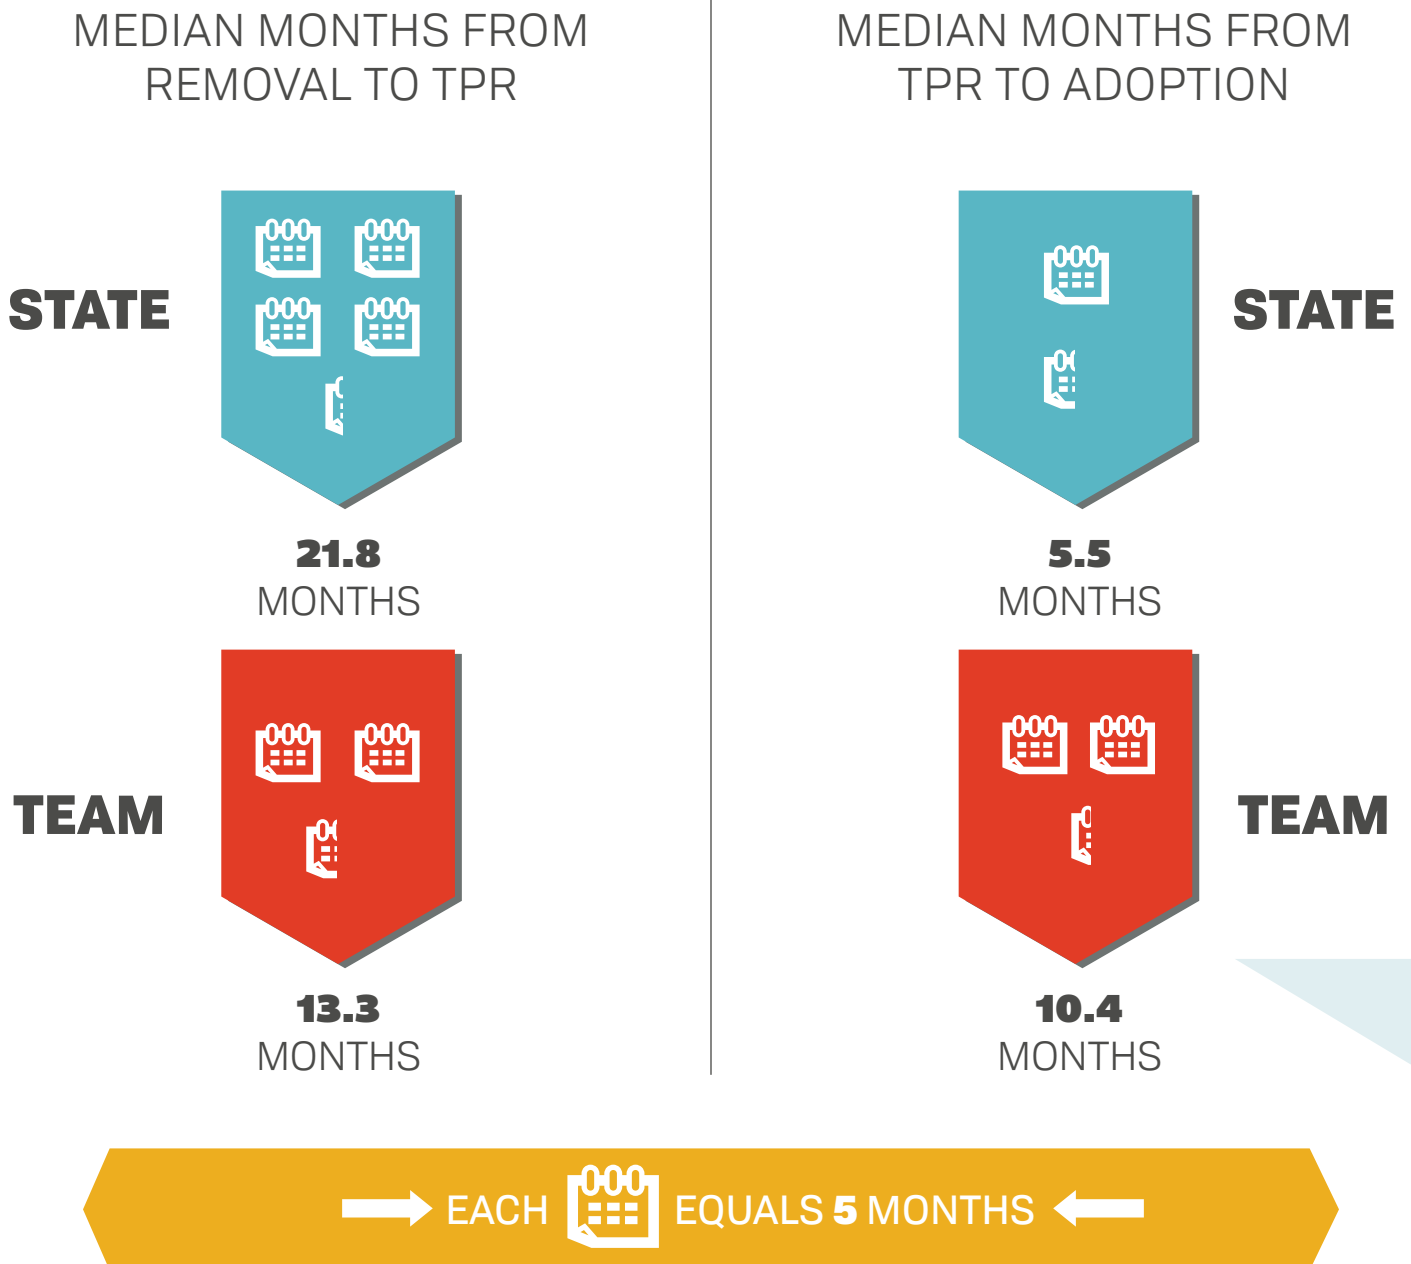 MEDIAN MONTHS FROM
REMOVAL TO TPR
STATE
21.8
MONTHS
TEAM
13.3
MONTHS
MEDIAN MONTHS FROM
TPR TO ADOPTION
STATE
5.5
MONTHS
TEAM
10.4
MONTHS
EACH EQUALS 5 MONTHS